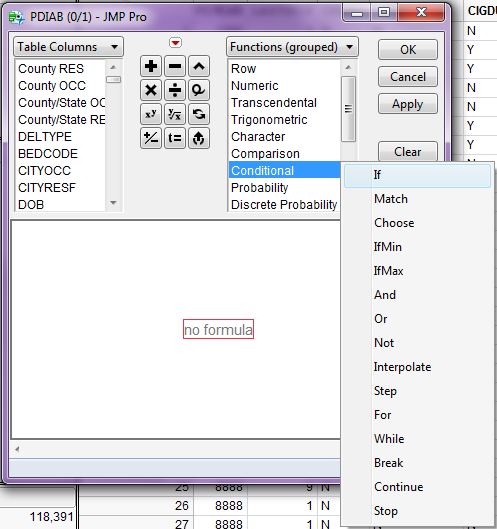 PDIAB (0/1) - JMP Pro
CIGDU
Table Columns
Functions (grouped)
OK
Cancel
Apply
Clear
County RES
County OCC
County/State OC
County/State RE
DELTYPE
BEDCODE
CITYOCC
CITYRESF
DOB
xʸ
ʸ√x
t=
Row
Numeric
Transcendental
Trigonometric
Character
Comparison
Conditional
Probability
Discrete Probability
If
Match
Choose
IfMin
IfMax
And
Or
Not
Interpolate
Step
For
While
Break
Continue
Stop
no formula
N
Y
Y
N
Y
Y
N
118,391
25 8888 9 N
26 8888 1 N
27 8888 1 N